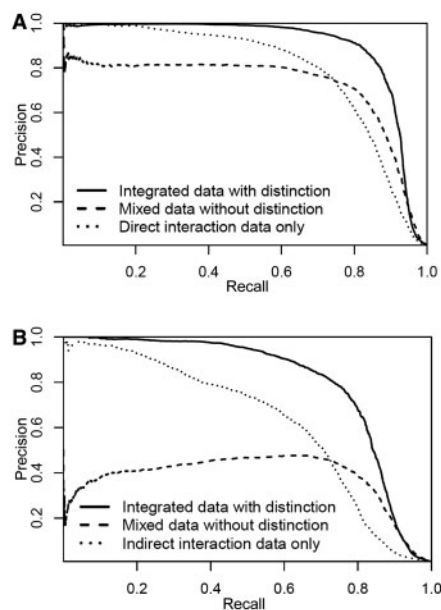 A
1.0
0.8
0.6
0.4
0.2
Precision
Integrated data with distinction
Mixed data without distinction
Direct interaction data only
0.2 0.4 0.6 0.8 1.0
Recall
B
1.0
0.8
0.6
0.4
0.2
Precision
Integrated data with distinction
Mixed data without distinction
Indirect interaction data only
0.2 0.4 0.6 0.8 1.0
Recall